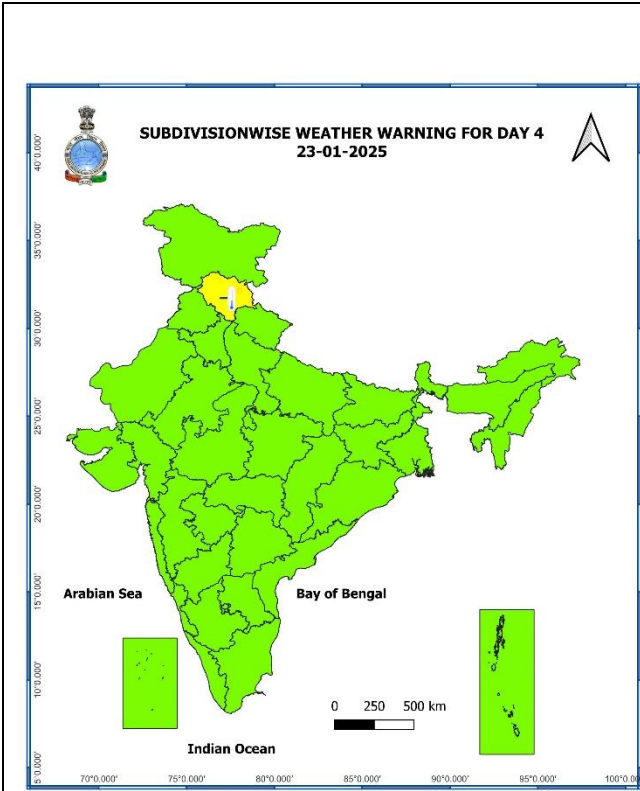 SUBDIVISIONWISE WEATHER WARNING FOR DAY 4
23-01-2025
40°0.000'
35°0.000'
30°0.000'
25°0.000'
20°0.000'
15°0.000'
10°0.000'
5°0.000'
Arabian Sea
Bay of Bengal
0 250 500 km
Indian Ocean
70°0.000' 75°0.000' 80°0.000' 85°0.000' 90°0.000' 95°0.000' 100°0.00